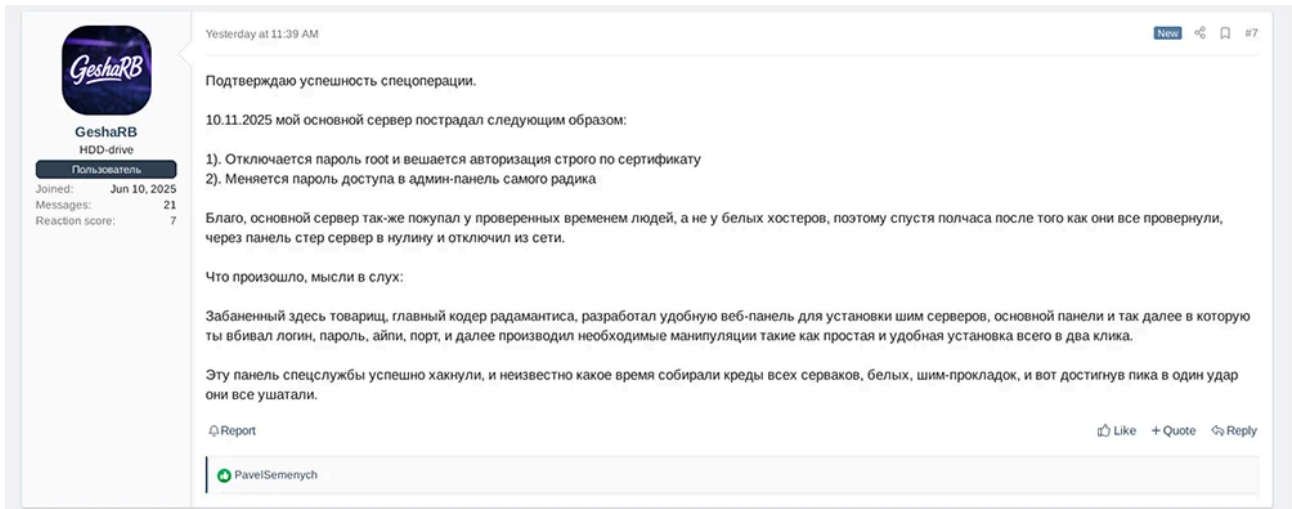 GeshaRB
Yesterday at 11:39 AM
New
#7
GeshaRB
HDD-drive
Пользователь
Joined: Jun 10, 2025
Messages: 21
Reaction score: 7
Подтверждаю успешность спецоперации.
10.11.2025 мой основной сервер пострадал следующим образом:
1). Отключается пароль root и вешается авторизация строго по сертификату
2). Меняется пароль доступа в админ-панель самого радика
Благо, основной сервер так-же покупал у проверенных временем людей, а не у белых хостеров, поэтому спустя полчаса после того как они все провернули,
через панель стер сервер в нулину и отключил из сети.
Что произошло, мысли в слух:
Забаненный здесь товарищ, главный кодер радамантиса, разработал удобную веб-панель для установки шим серверов, основной панели и так далее в которую
ты вбивал логин, пароль, айпи, порт, и далее производил необходимые манипуляции такие как простая и удобная установка всего в два клика.
Эту панель спецслужбы успешно хакнули, и неизвестно какое время собирали креды всех серваков, белых, шим-прокладок, и вот достигнув пика в один удар
они все ушатали.
Report
Like + Quote Reply
PavelSemenych